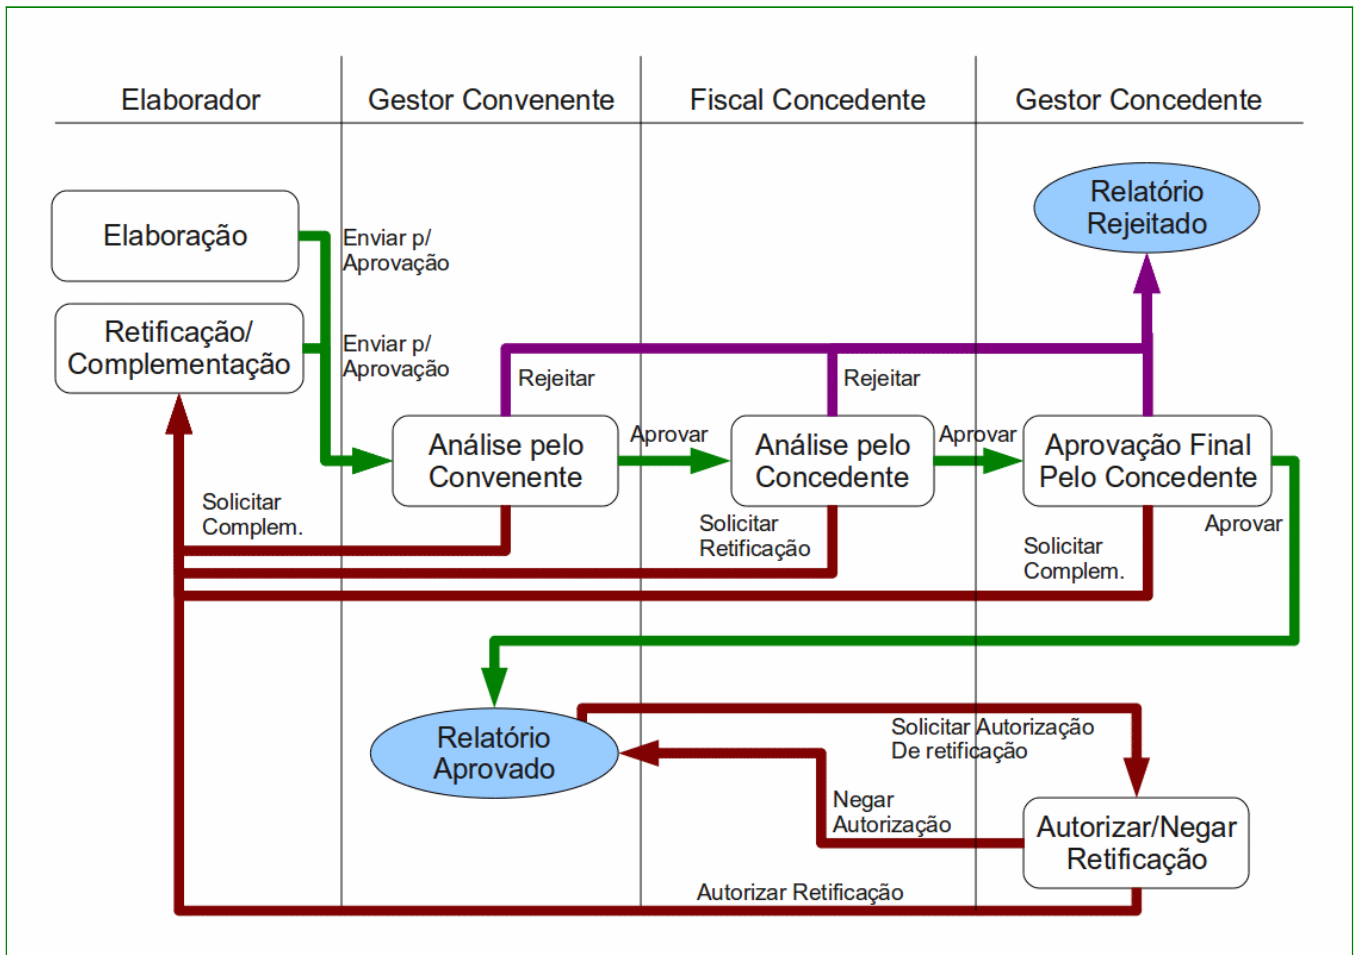 Elaborador
Gestor Convenente
Fiscal Concedente
Gestor Concedente
Relatório
Rejeitado
Elaboração
Enviar p/
Aprovação
Retificação/
Complementação
Enviar p/
Aprovação
Rejeitar
Rejeitar
Análise pelo
Convenente
Aprovar
Análise pelo
Concedente
Aprovar
Aprovação Final
Pelo Concedente
Solicitar
Complem.
Solicitar
Retificação
Solicitar
Complem.
Aprovar
Relatório
Aprovado
Solicitar Autorização
De retificação
Negar
Autorização
Autorizar/Negar
Retificação
Autorizar Retificação